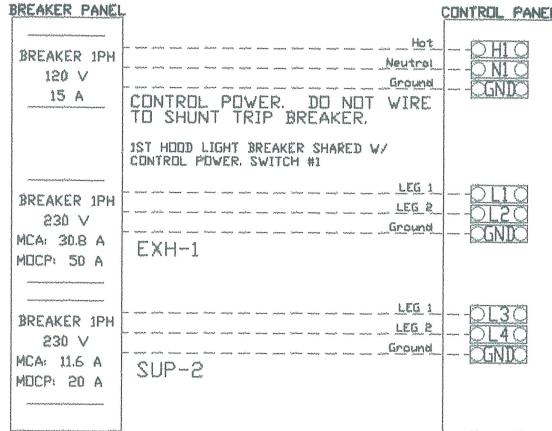 BREAKER PANEL
CONTROL PANEL
BREAKER 1PH
120 V
15 A
Hot
H1
Neutral
N1
Ground
GND
CONTROL POWER. DO NOT WIRE
TO SHUNT TRIP BREAKER.
1ST HOOD LIGHT BREAKER SHARED W/
CONTROL POWER. SWITCH #1
BREAKER 1PH
230 V
MCA: 30.8 A
MOCP: 50 A
LEG 1
L1
LEG 2
L2
Ground
GND
EXH-1
BREAKER 1PH
230 V
MCA: 11.6 A
MOCP: 20 A
LEG 1
L3
LEG 2
L4
Ground
GND
SUP-2